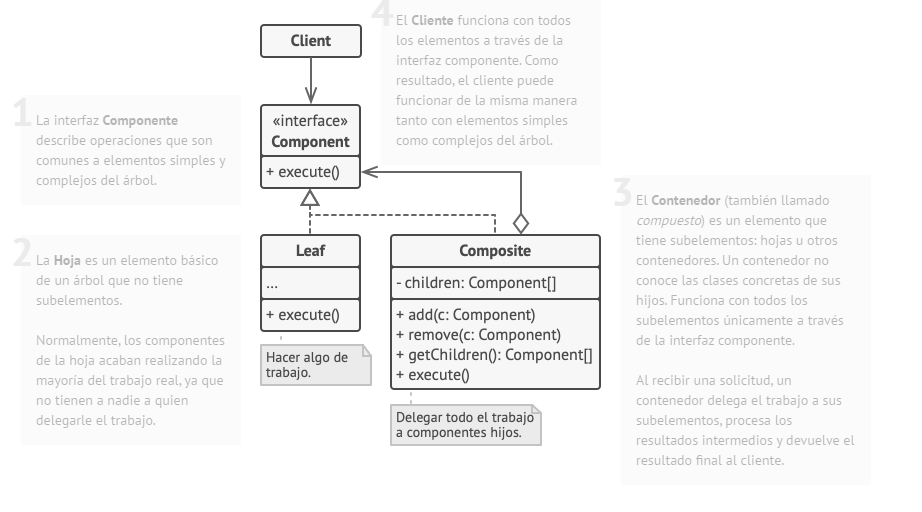 Client
«interface»
Component
+ execute()
Leaf
...
+ execute()
Hacer algo de
trabajo.
Composite
- children: Component[]
+ add(c: Component)
+ remove(c: Component)
+ getChildren(): Component[]
+ execute()
Delegar todo el trabajo
a componentes hijos.
1
La interfaz Componente
describe operaciones que son
comunes a elementos simples y
complejos del árbol.
2
La Hoja es un elemento básico
de un árbol que no tiene
subelementos.
Normalmente, los componentes
de la hoja acaban realizando la
mayoría del trabajo real, ya que
no tienen a nadie a quien
delegarle el trabajo.
3
El Contenedor (también llamado
compuesto) es un elemento que
tiene subelementos: hojas u otros
contenedores. Un contenedor no
conoce las clases concretas de sus
hijos. Funciona con todos los
subelementos únicamente a través
de la interfaz componente.
Al recibir una solicitud, un
contenedor delega el trabajo a sus
subelementos, procesa los
resultados intermedios y devuelve el
resultado final al cliente.
4
El Cliente funciona con todos
los elementos a través de la
interfaz componente. Como
resultado, el cliente puede
funcionar de la misma manera
tanto con elementos simples
como complejos del árbol.